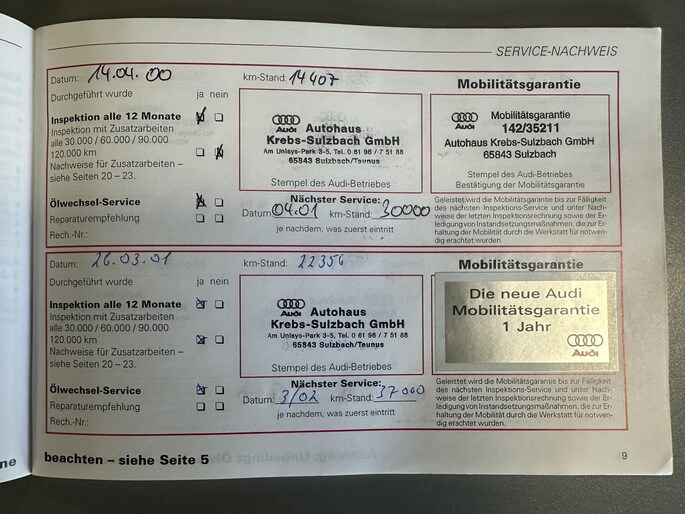 SERVICE-NACHWEIS
Datum: 14.04.00
km-Stand: 14407
Mobilitätsgarantie
Durchgeführt wurde ja nein
Inspektion alle 12 Monate
Inspektion mit Zusatzarbeiten
alle 30.000 / 60.000 / 90.000
120.000 km
Nachweise für Zusatzarbeiten –
siehe Seiten 20 – 23.
Ölwechsel-Service
Reparaturempfehlung
Rech.-Nr.:
Audi
Autohaus
Krebs-Sulzbach GmbH
Am Unisys-Park 3-5, Tel. 0 61 96 / 7 51 88
65843 Sulzbach/Taunus
Stempel des Audi-Betriebes
Nächster Service:
Datum 04.01 km-Stand: 30000
je nachdem, was zuerst eintritt
Audi
Mobilitätsgarantie
142/35211
Autohaus Krebs-Sulzbach GmbH
65843 Sulzbach
Stempel des Audi-Betriebes
Bestätigung der Mobilitätsgarantie
Geleistet wird die Mobilitätsgarantie bis zur Fälligkeit
des nächsten Inspektions-Service und unter Nach-
weise der letzten Inspektionsrechnung sowie der Er-
ledigung von Instandsetzungsmaßnahmen, die zur Er-
haltung der Mobilität durch die Werkstatt für notwen-
dig erachtet wurden.
Datum: 26.03.01
km-Stand: 22356
Mobilitätsgarantie
Durchgeführt wurde ja nein
Inspektion alle 12 Monate
Inspektion mit Zusatzarbeiten
alle 30.000 / 60.000 / 90.000
120.000 km
Nachweise für Zusatzarbeiten –
siehe Seiten 20 – 23.
Ölwechsel-Service
Reparaturempfehlung
Rech.-Nr.:
Audi
Autohaus
Krebs-Sulzbach GmbH
Am Unisys-Park 3-5, Tel. 0 61 96 / 7 51 88
65843 Sulzbach/Taunus
Stempel des Audi-Betriebes
Nächster Service:
Datum: 3/02 km-Stand: 37000
je nachdem, was zuerst eintritt
Die neue Audi
Mobilitätsgarantie
1 Jahr
Audi
Geleistet wird die Mobilitätsgarantie bis zur Fälligkeit
des nächsten Inspektions-Service und unter Nach-
weise der letzten Inspektionsrechnung sowie der Er-
ledigung von Instandsetzungsmaßnahmen, die zur Er-
haltung der Mobilität durch die Werkstatt für notwen-
dig erachtet wurden.
ne
beachten – siehe Seite 5
9